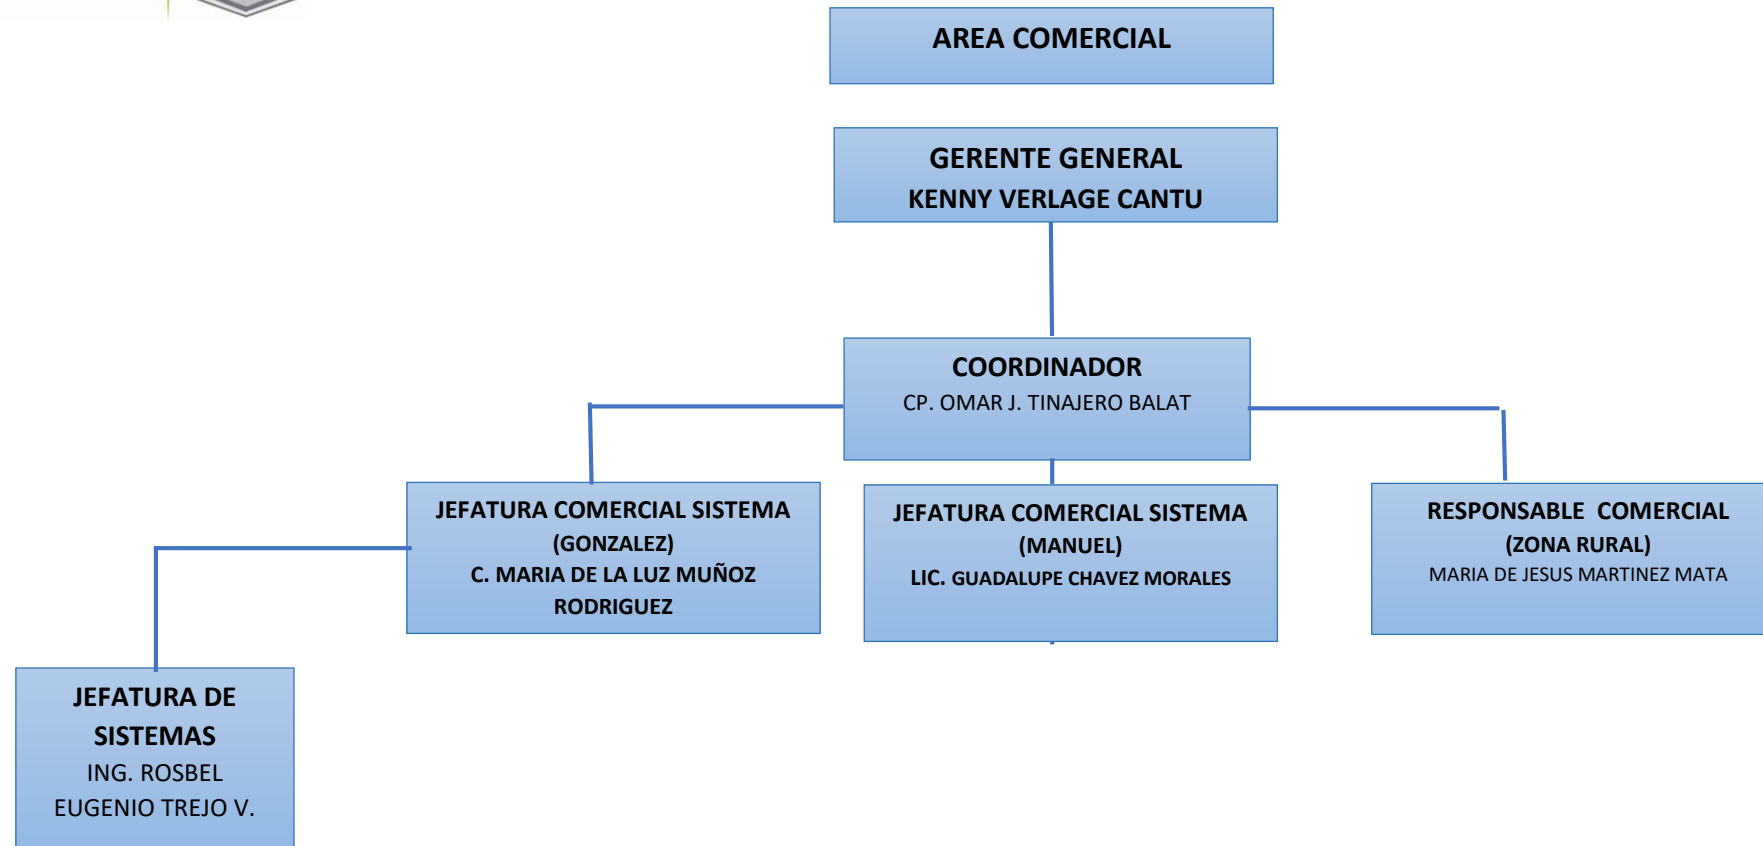 AREA COMERCIAL
GERENTE GENERAL
KENNY VERLAGE CANTU
COORDINADOR
CP. OMAR J. TINAJERO BALAT
JEFATURA COMERCIAL SISTEMA
(GONZALEZ)
C. MARIA DE LA LUZ MUÑOZ
RODRIGUEZ
JEFATURA COMERCIAL SISTEMA
(MANUEL)
LIC. GUADALUPE CHAVEZ MORALES
RESPONSABLE COMERCIAL
(ZONA RURAL)
MARIA DE JESUS MARTINEZ MATA
JEFATURA DE
SISTEMAS
ING. ROSBEL
EUGENIO TREJO V.